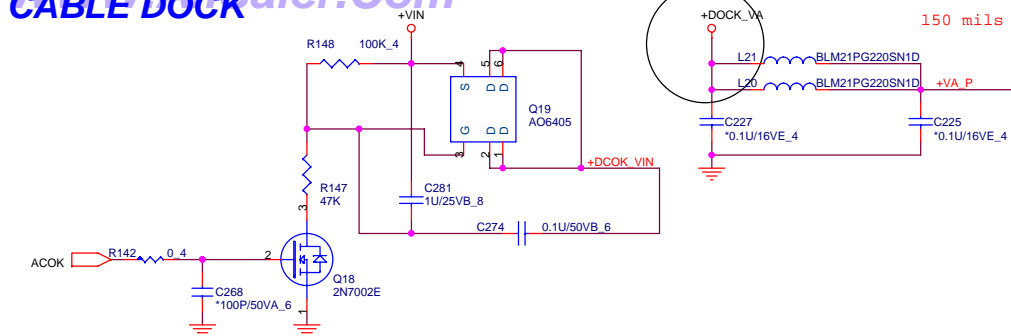 CABLE DOCK
+VIN
R148 100K_4
4
5
6
S
D
D
G
D
D
3
2
1
Q19
AO6405
+DCOK_VIN
R147
47K
C281
1U/25VB_8
C274 0.1U/50VB_6
3
ACOK
R142 0_4
2
Q18
2N7002E
1
C268
*100P/50VA_6
+DOCK_VA
150 mils
L21 BLM21PG220SN1D
L20 BLM21PG220SN1D
+VA_P
C227
*0.1U/16VE_4
C225
*0.1U/16VE_4